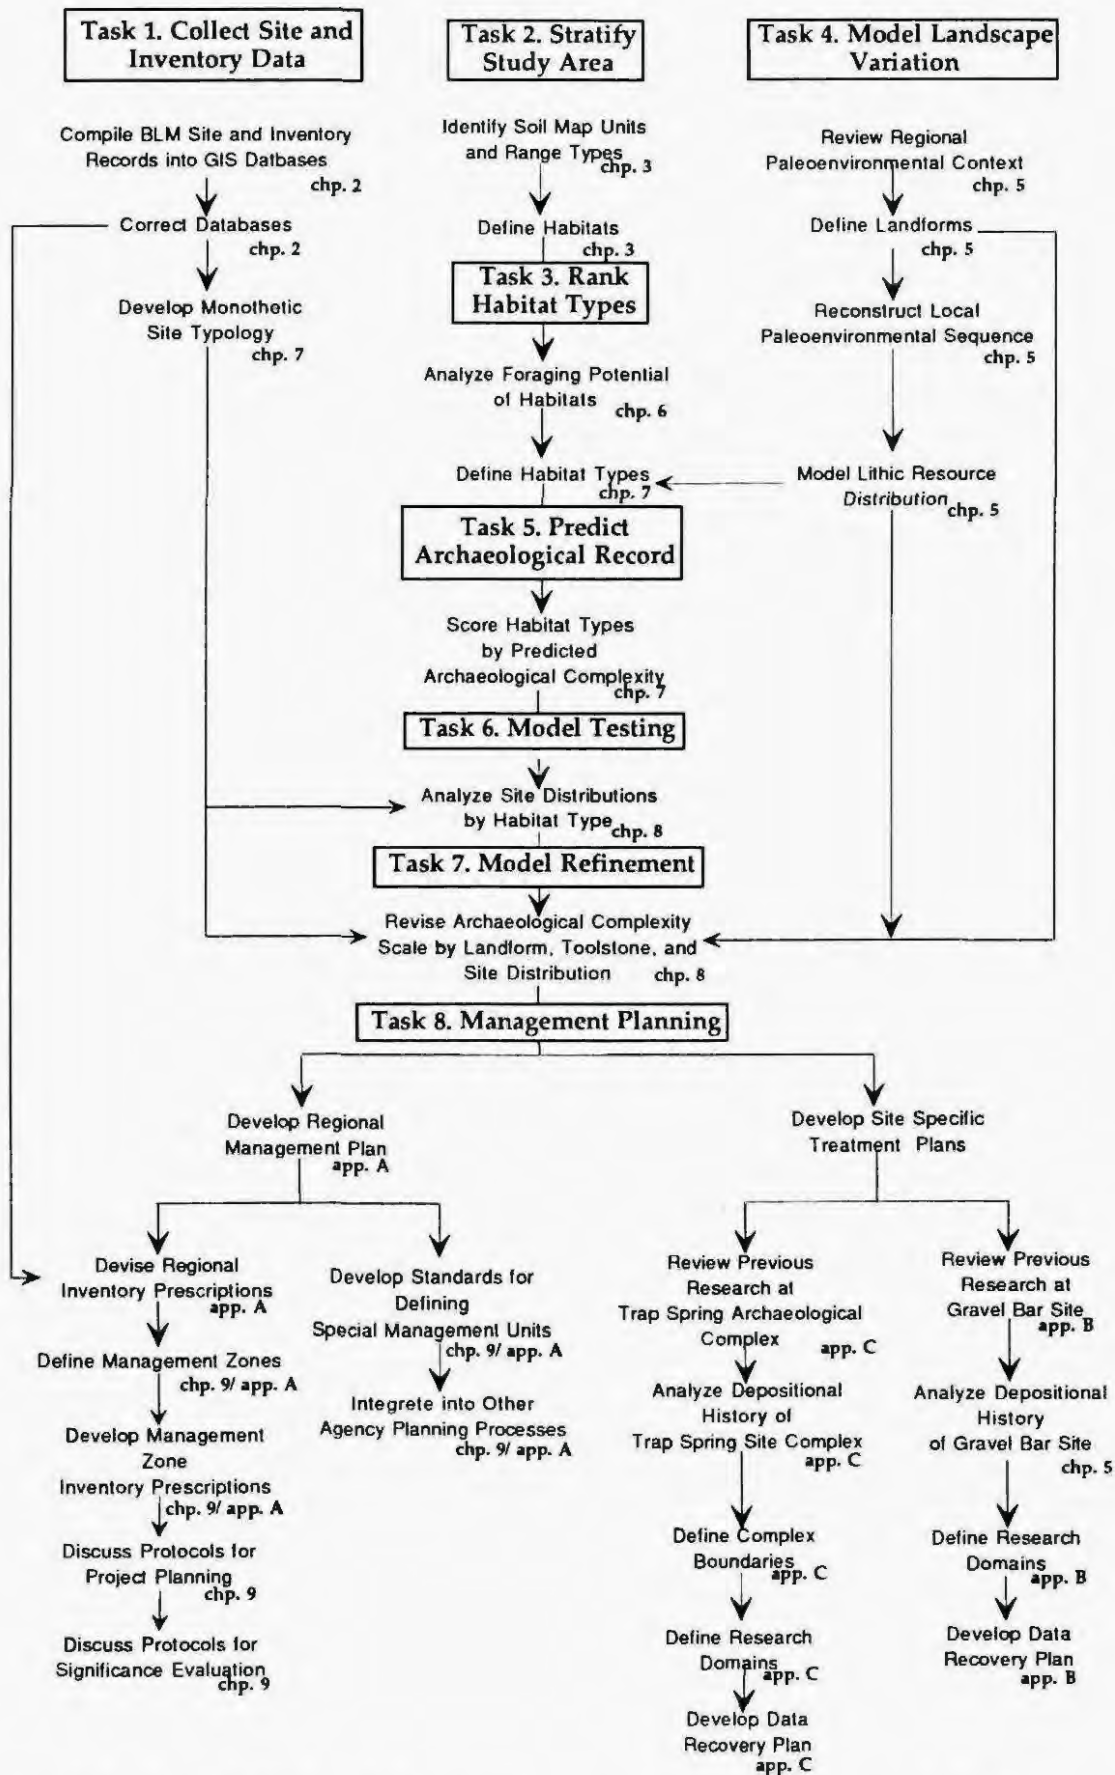 Task 1. Collect Site and
Inventory Data
Compile BLM Site and Inventory
Records into GIS Datbases
chp. 2
Correct Databases
chp. 2
Develop Monothetic
Site Typology
chp. 7
Task 2. Stratify
Study Area
Identify Soil Map Units
and Range Types
chp. 3
Define Habitats
chp. 3
Task 3. Rank
Habitat Types
Analyze Foraging Potential
of Habitats
chp. 6
Define Habitat Types
chp. 7
Task 4. Model Landscape
Variation
Review Regional
Paleoenvironmental Context
chp. 5
Define Landforms
chp. 5
Reconstruct Local
Paleoenvironmental Sequence
chp. 5
Model Lithic Resource
Distribution
chp. 5
Task 5. Predict
Archaeological Record
Score Habitat Types
by Predicted
Archaeological Complexity
chp. 7
Task 6. Model Testing
Analyze Site Distributions
by Habitat Type
chp. 8
Task 7. Model Refinement
Revise Archaeological Complexity
Scale by Landform, Toolstone, and
Site Distribution
chp. 8
Task 8. Management Planning
Develop Regional
Management Plan
app. A
Devise Regional
Inventory Prescriptions
app. A
Define Management Zones
chp. 9/ app. A
Develop Management
Zone
Inventory Prescriptions
chp. 9/ app. A
Discuss Protocols for
Project Planning
chp. 9
Discuss Protocols for
Significance Evaluation
chp. 9
Develop Standards for
Defining
Special Management Units
chp. 9/ app. A
Integrete into Other
Agency Planning Processes
chp. 9/ app. A
Develop Site Specific
Treatment Plans
Review Previous
Research at
Trap Spring Archaeological
Complex
app. C
Analyze Depositional
History of
Trap Spring Site Complex
app. C
Define Complex
Boundaries
app. C
Define Research
Domains
app. C
Develop Data
Recovery Plan
app. C
Review Previous
Research at
Gravel Bar Site
app. B
Analyze Depositional
History
of Gravel Bar Site
chp. 5
Define Research
Domains
app. B
Develop Data
Recovery Plan
app. B